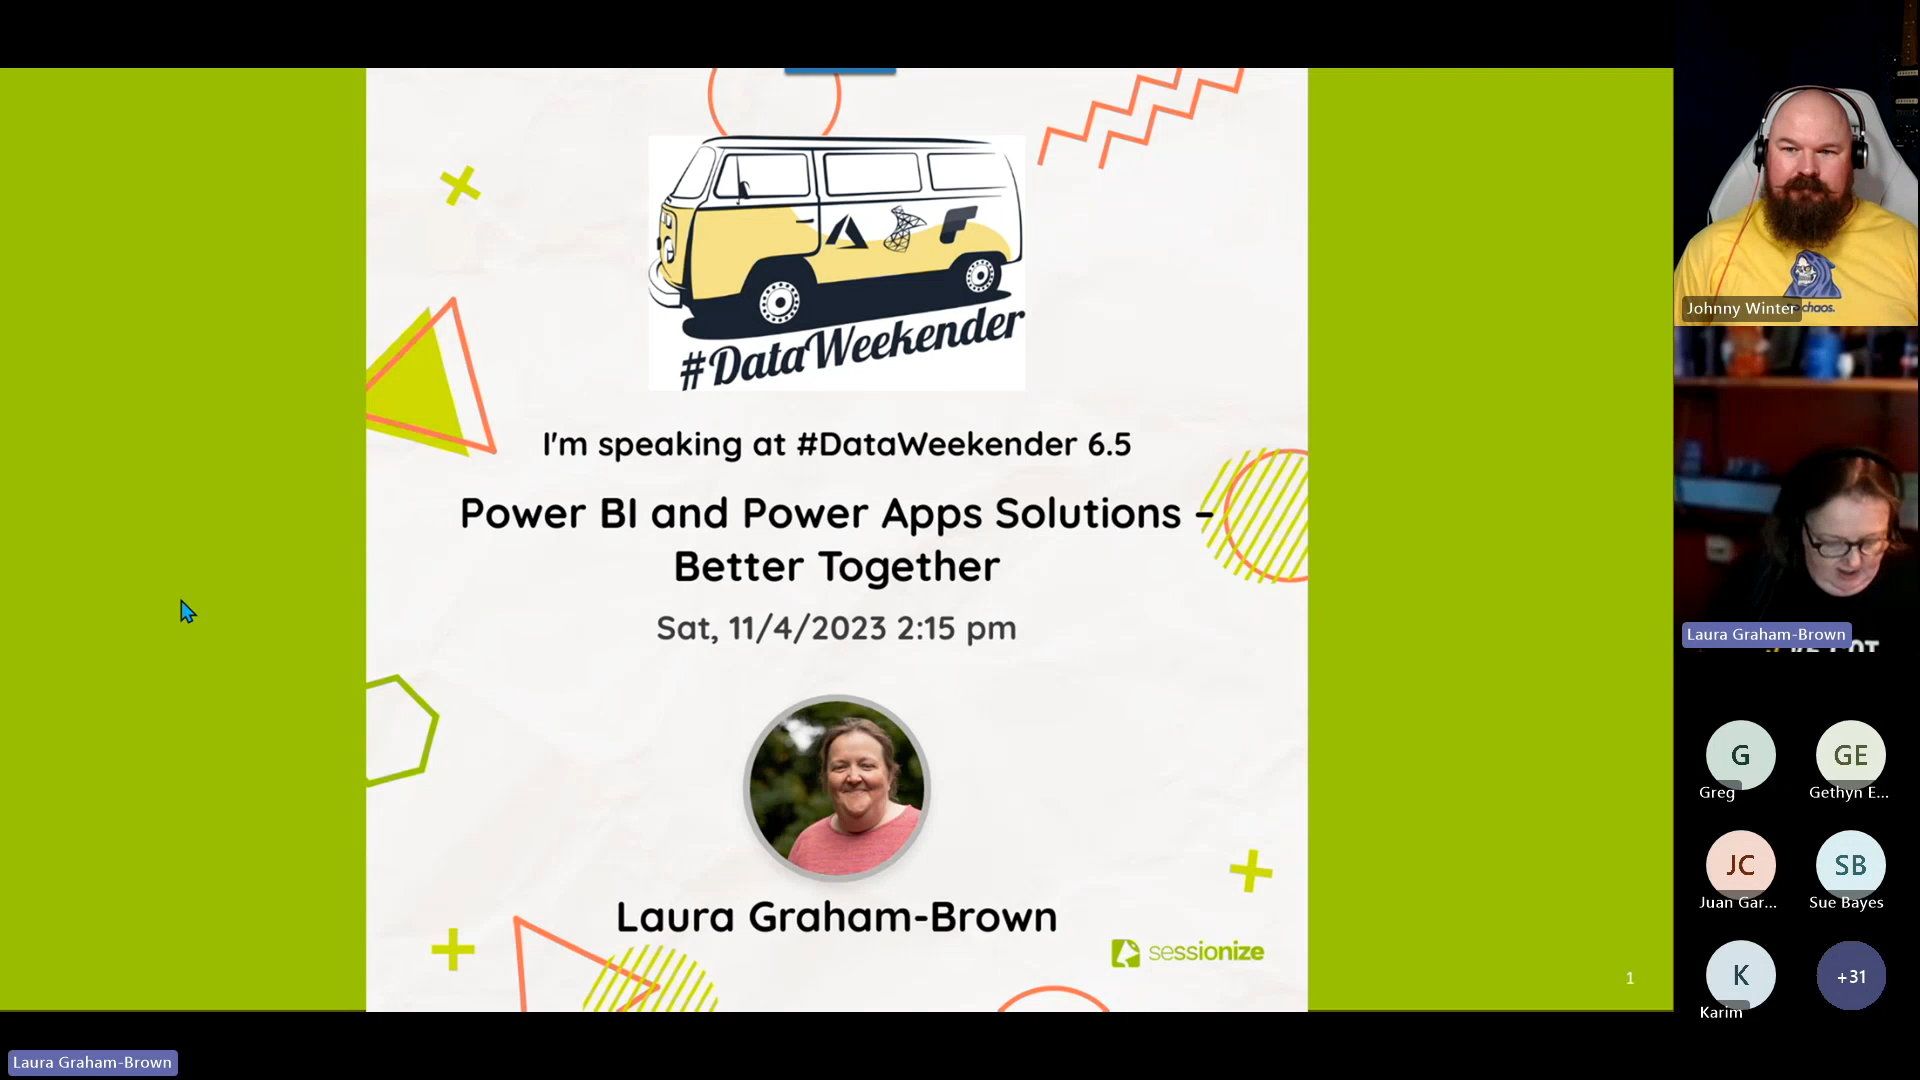 #DataWeekender
I'm speaking at #DataWeekender 6.5
Power BI and Power Apps Solutions –
Better Together
Sat, 11/4/2023 2:15 pm
Laura Graham-Brown
sessionize
1
chaos.
Johnny Winter
Laura Graham-Brown
G
Greg
GE
Gethyn E...
JC
Juan Gar...
SB
Sue Bayes
K
Karim
+31
Laura Graham-Brown